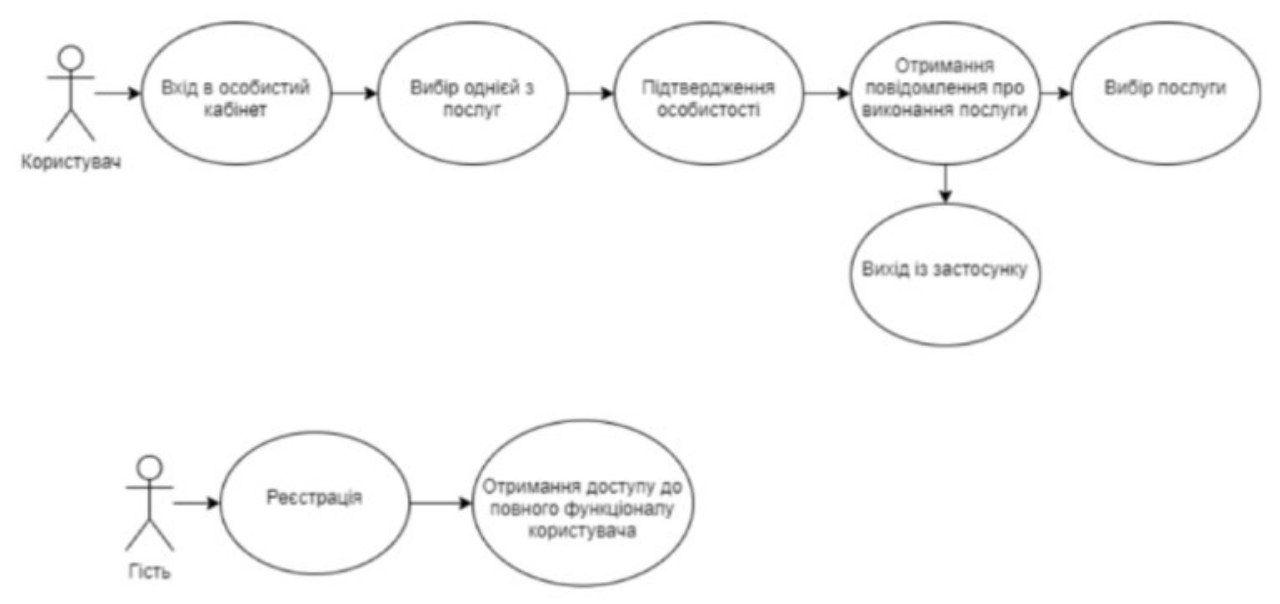 Користувач
Вхід в особистий
кабінет
Вибір однієї з
послуг
Підтвердження
особистості
Отримання
повідомлення про
виконання послуги
Вибір послуги
Вихід із застосунку
Гість
Реєстрація
Отримання доступу до
повного функціоналу
користувача